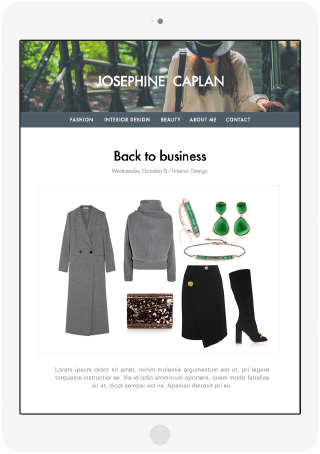 JOSEPHINE CAPLAN
FASHION INTERIOR DESIGN BEAUTY ABOUT ME CONTACT
Back to business
Wednesday October 5 / Interior Design
Lorem ipsum dolor sit amet, minim molestie argumentum est at, pri legere
torquatos instructior ex. Vis id odio atomorum oportere, quem modo fabellas
sit at, dicat semper est ne. Aperian detraxit pri eu.